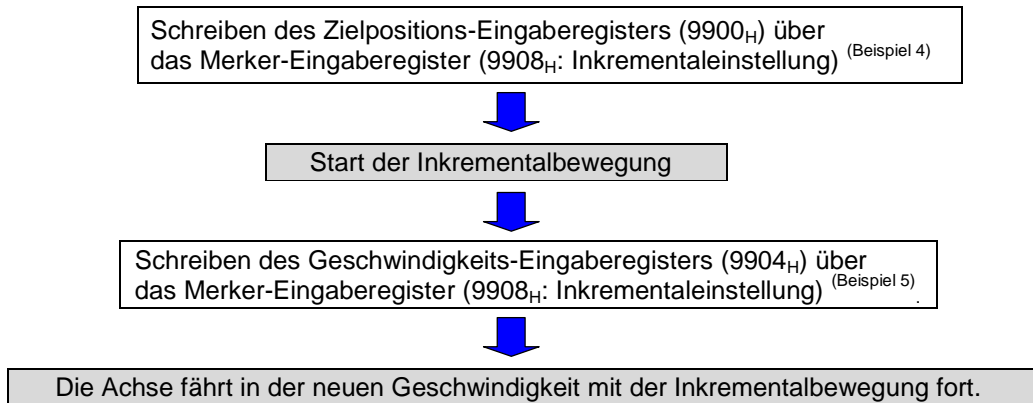 Schreiben des Zielpositions-Eingaberegisters (9900H) über
das Merker-Eingaberegister (9908H: Inkrementaleinstellung) (Beispiel 4)
Start der Inkrementalbewegung
Schreiben des Geschwindigkeits-Eingaberegisters (9904H) über
das Merker-Eingaberegister (9908H: Inkrementaleinstellung) (Beispiel 5).
Die Achse fährt in der neuen Geschwindigkeit mit der Inkrementalbewegung fort.